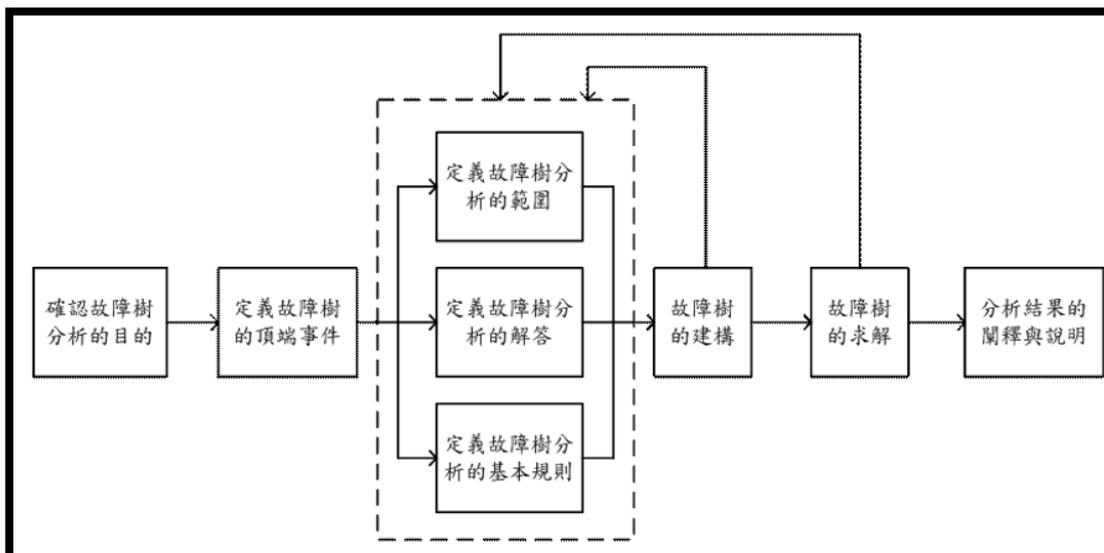 確認故障樹
分析的目的
定義故障樹
的頂端事件
定義故障樹分
析的範圍
定義故障樹分
析的解答
定義故障樹分
析的基本規則
故障樹
的建構
故障樹
的求解
分析結果的
闡釋與說明